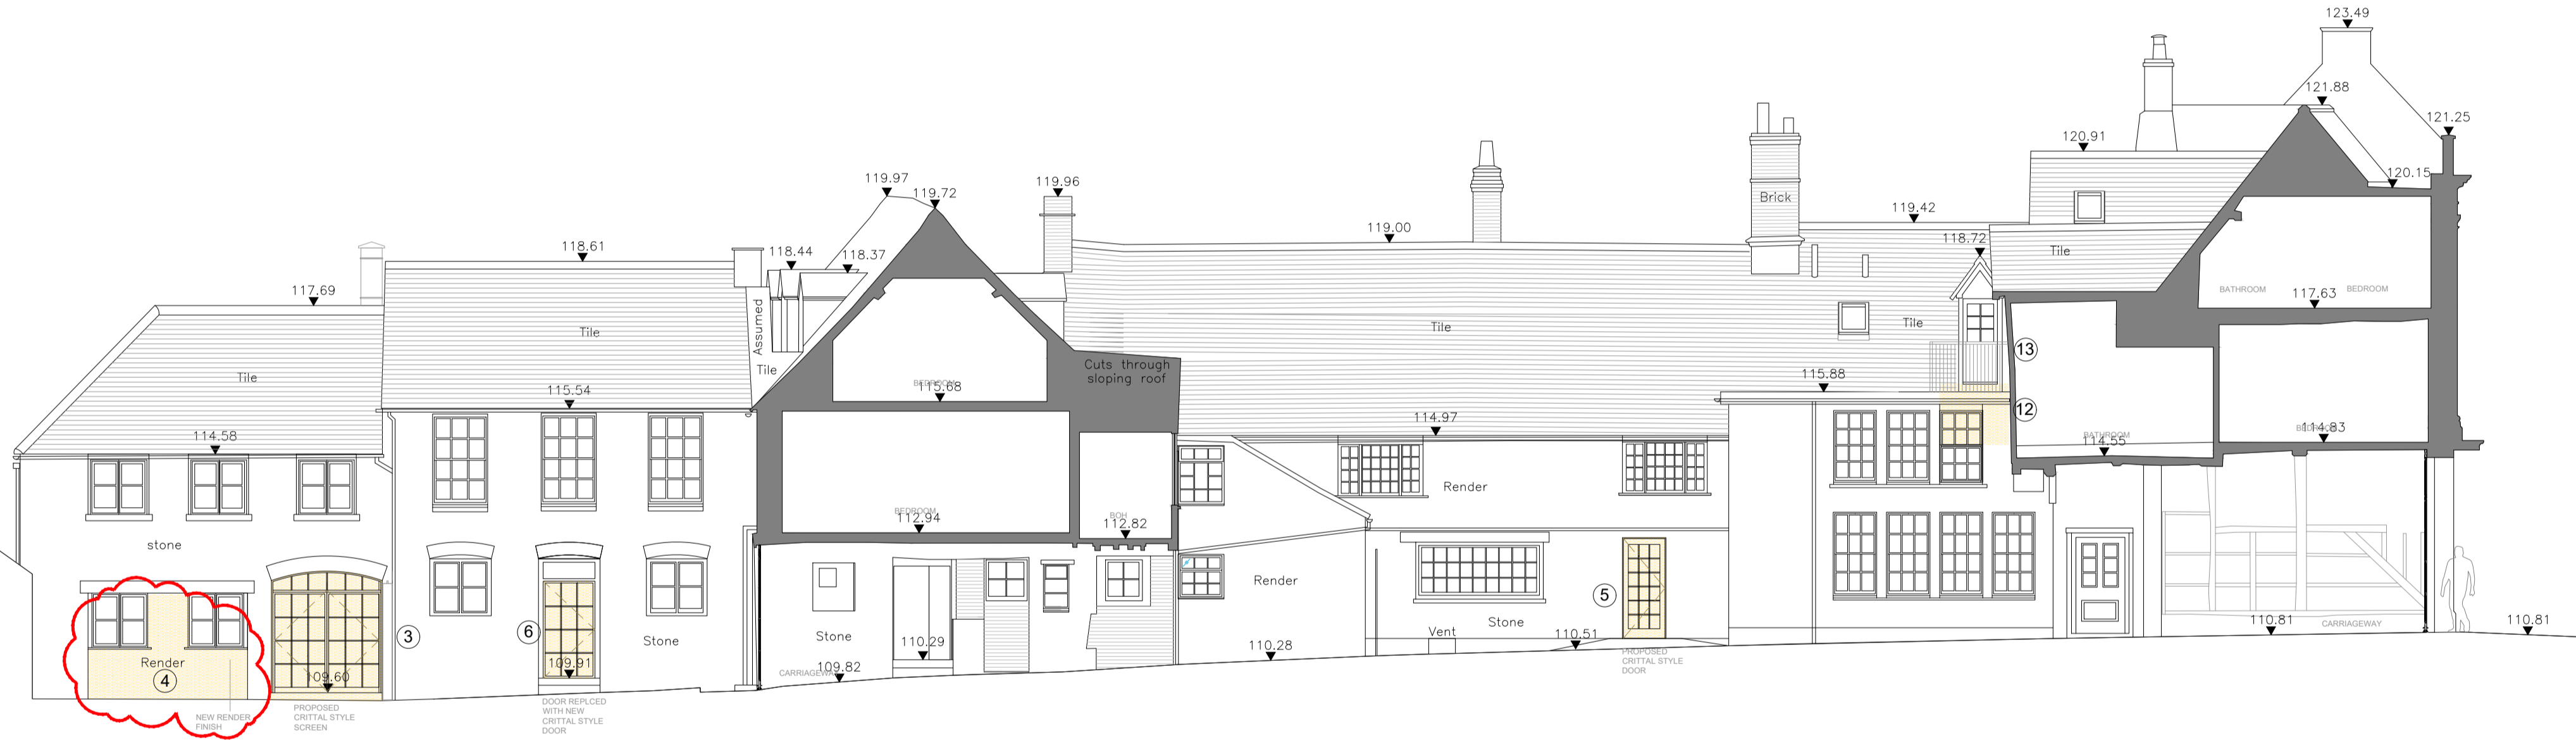 123.49
121.88
121.25
120.91
120.15
119.97
119.72
119.96
Brick
119.42
119.00
118.72
118.61
118.44
118.37
Tile
117.69
BATHROOM
BEDROOM
117.63
Assumed
Tile
Tile
Tile
Tile
Tile
13
Cuts through
sloping roof
BEDROOM
115.68
115.88
115.54
12
114.97
114.58
BATHROOM
114.55
114.83
Render
BEDROOM
112.94
BOH
112.82
stone
Render
5
Render
4
109.60
3
6
109.91
Stone
Stone
110.29
CARRIAGEWAY
109.82
110.28
Vent
Stone
110.51
110.81
CARRIAGEWAY
110.81
NEW RENDER
FINISH
PROPOSED
CRITTAL STYLE
SCREEN
DOOR REPLCED
WITH NEW
CRITTAL STYLE
DOOR
PROPOSED
CRITTAL STYLE
DOOR